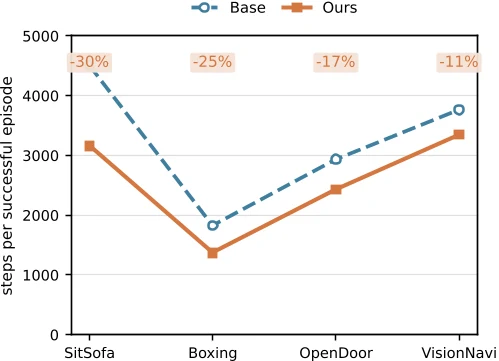 Base Ours
5000
4000
3000
2000
1000
0
steps per successful episode
-30% -25% -17% -11%
SitSofa Boxing OpenDoor VisionNavi